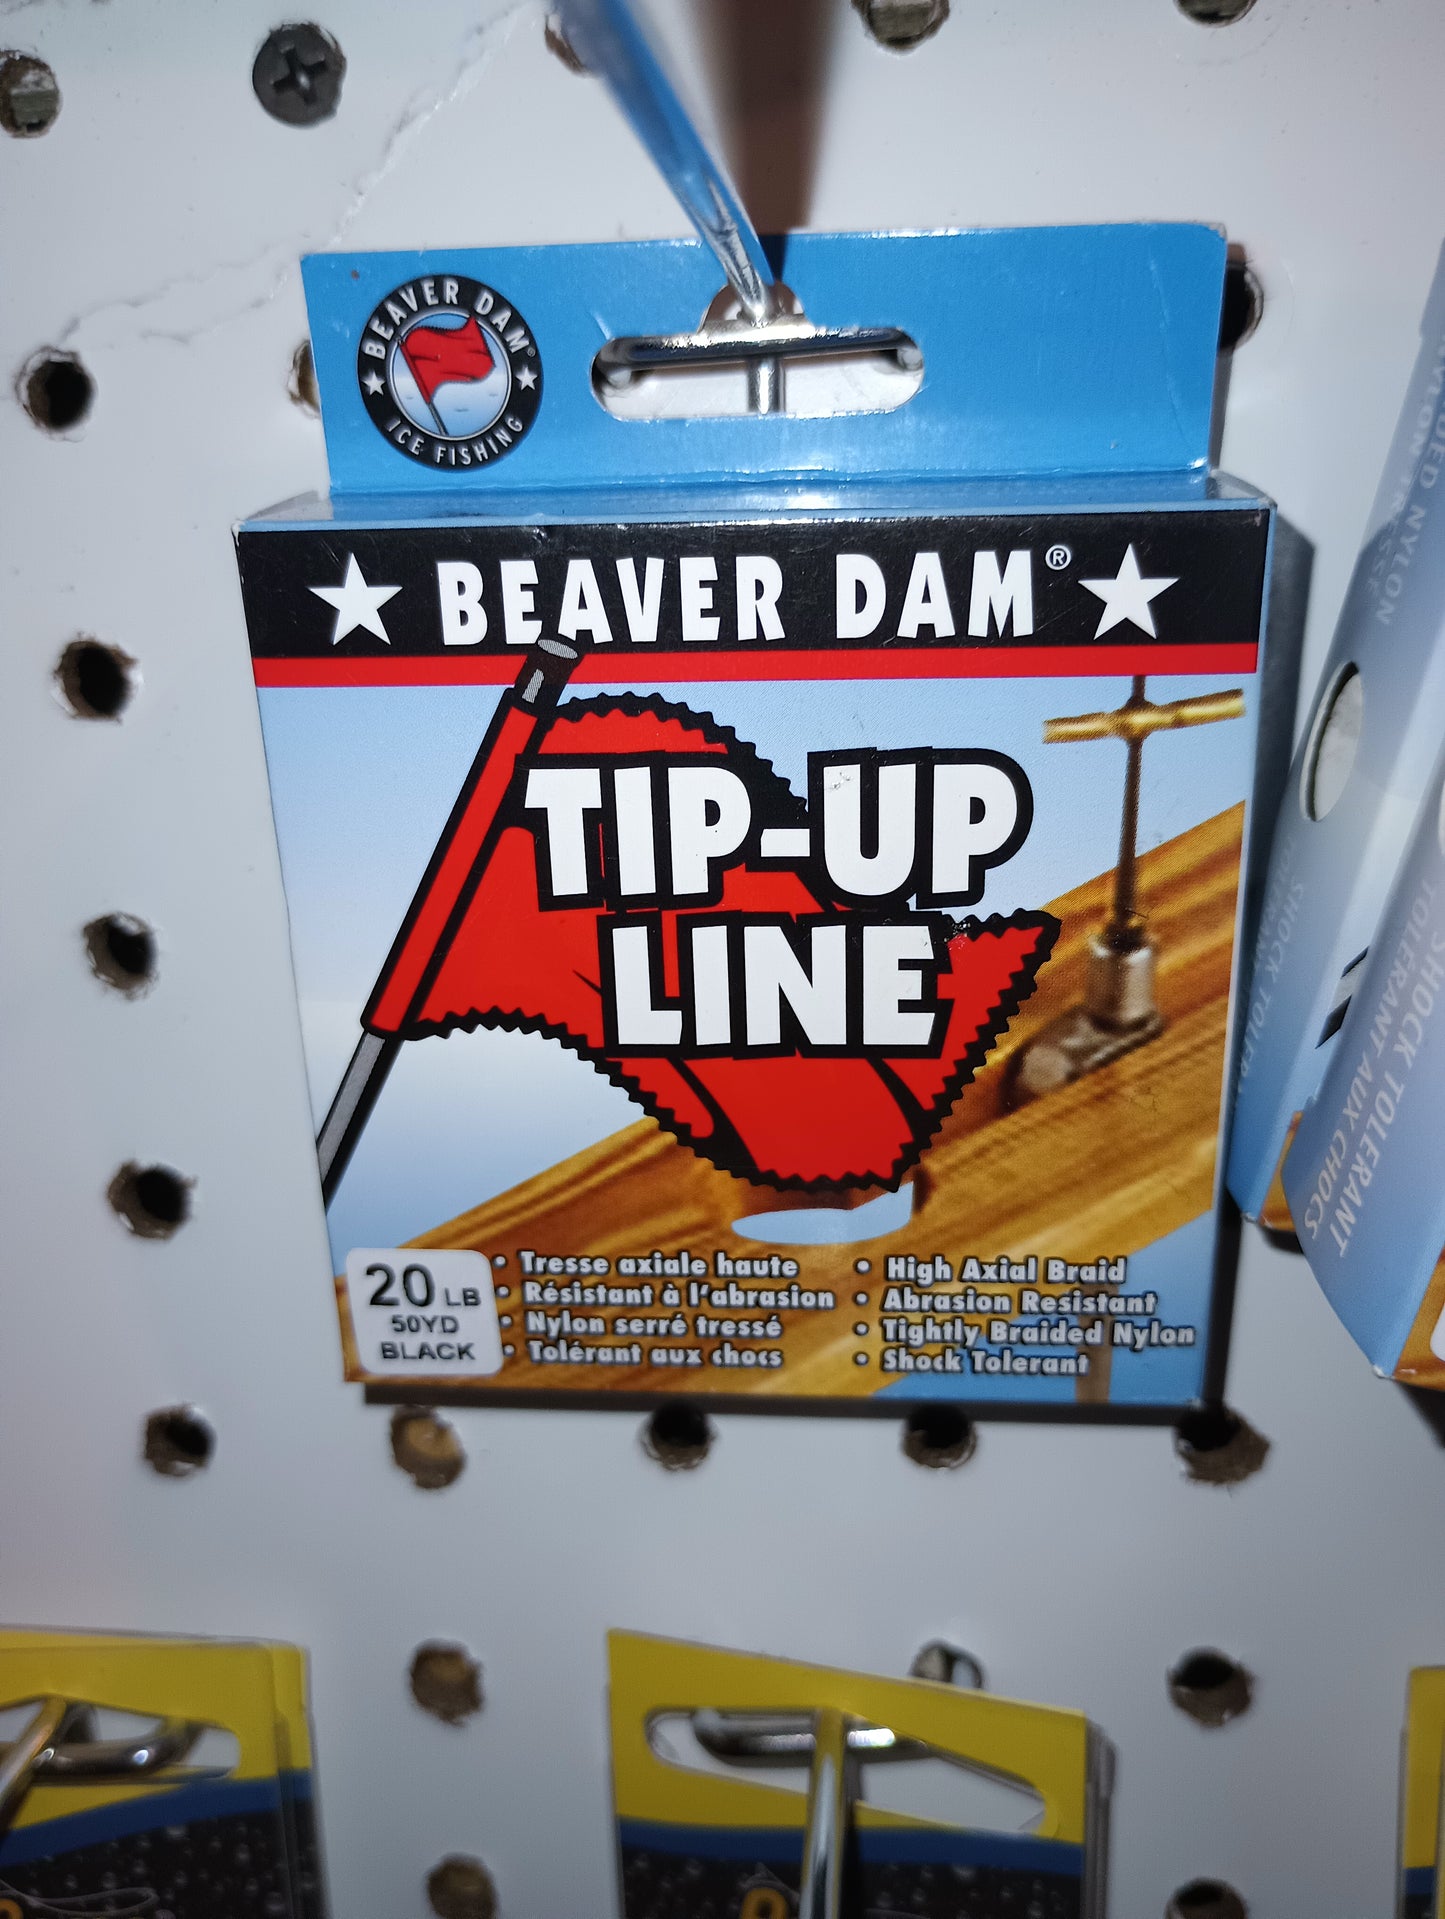 BEAVER DAM®
ICE FISHING
BEAVER DAM®
TIP-UP
LINE
20 LB
50YD
BLACK
• Tresse axiale haute
• Résistant à l'abrasion
• Nylon serré tressé
• Tolérant aux chocs
• High Axial Braid
• Abrasion Resistant
• Tightly Braided Nylon
• Shock Tolerant
NYLON
SHOCK TOLERANT
TOLERANT AUX CHOCS